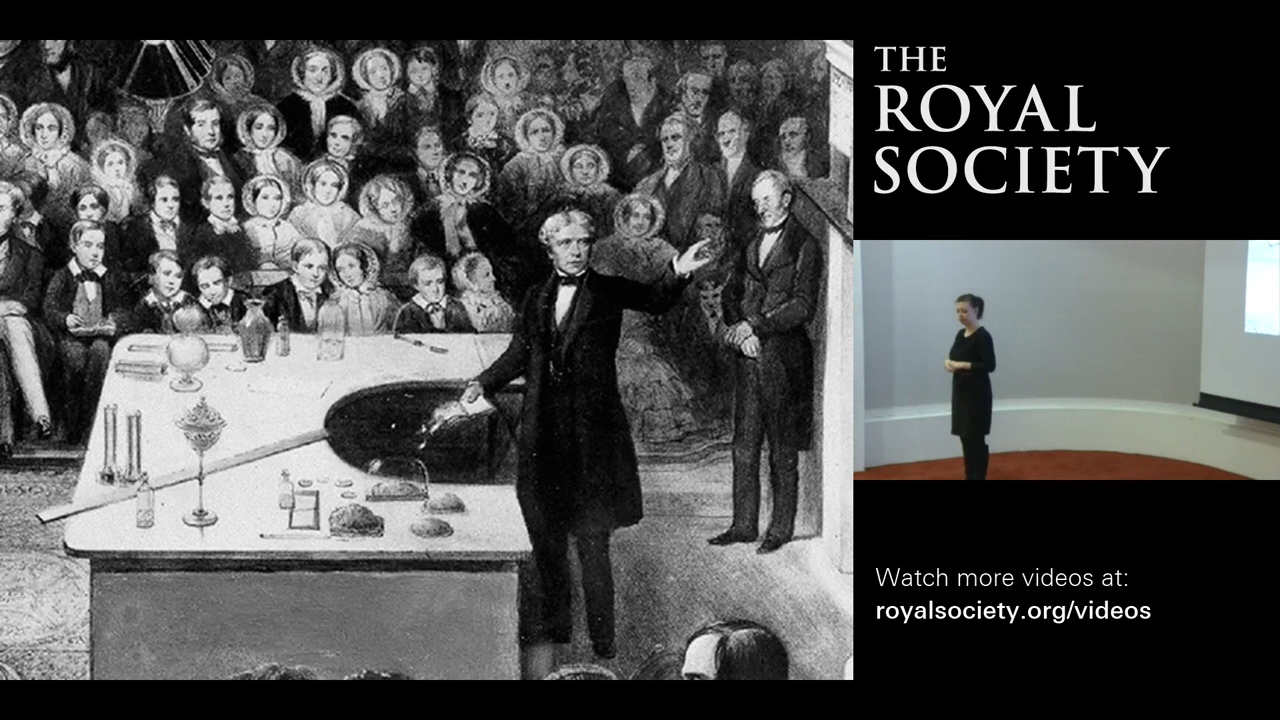 THE
ROYAL
SOCIETY
Watch more videos at:
royalsociety.org/videos